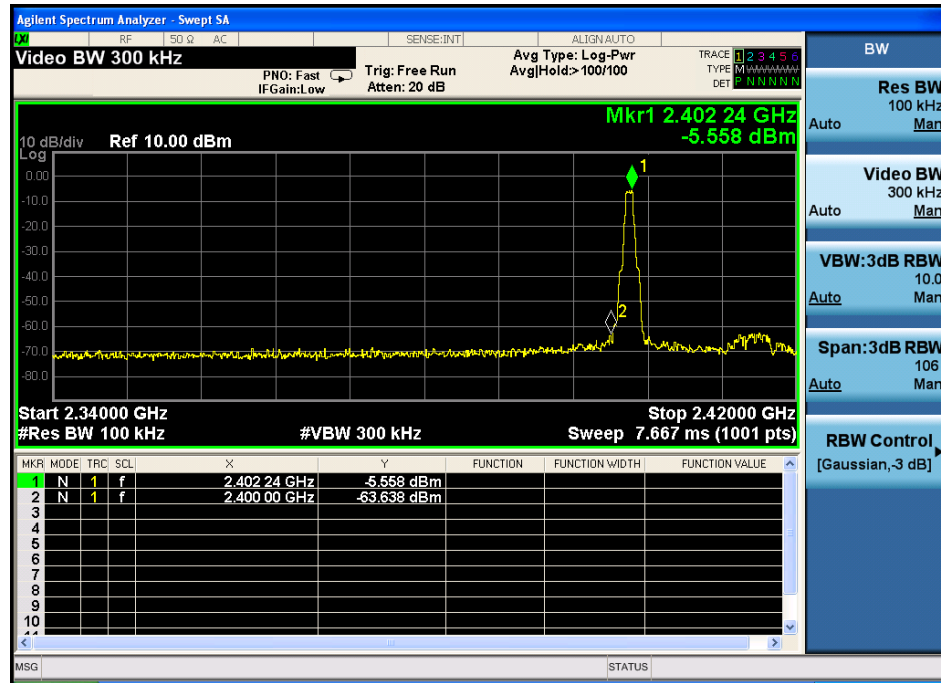 Agilent Spectrum Analyzer - Swept SA
LXI RF 50 Ω AC SENSE:INT ALIGN AUTO
Video BW 300 kHz
PNO: Fast
IFGain:Low
Trig: Free Run
Atten: 20 dB
Avg Type: Log-Pwr
Avg|Hold:>100/100
TRACE 1 2 3 4 5 6
TYPE M WWWWW
DET P N N N N N
Mkr1 2.402 24 GHz
-5.558 dBm
10 dB/div Ref 10.00 dBm
Log
0.00
-10.0
-20.0
-30.0
-40.0
-50.0
-60.0
-70.0
-80.0
1
2
Start 2.34000 GHz Stop 2.42000 GHz
#Res BW 100 kHz #VBW 300 kHz Sweep 7.667 ms (1001 pts)
MKR MODE TRC SCL X Y FUNCTION FUNCTION WIDTH FUNCTION VALUE
1 N 1 f 2.402 24 GHz -5.558 dBm
2 N 1 f 2.400 00 GHz -63.638 dBm
3
4
5
6
7
8
9
10
11
MSG STATUS
BW
Res BW
100 kHz
Auto Man
Video BW
300 kHz
Auto Man
VBW:3dB RBW
10.0
Auto Man
Span:3dB RBW
106
Auto Man
RBW Control
[Gaussian,-3 dB]